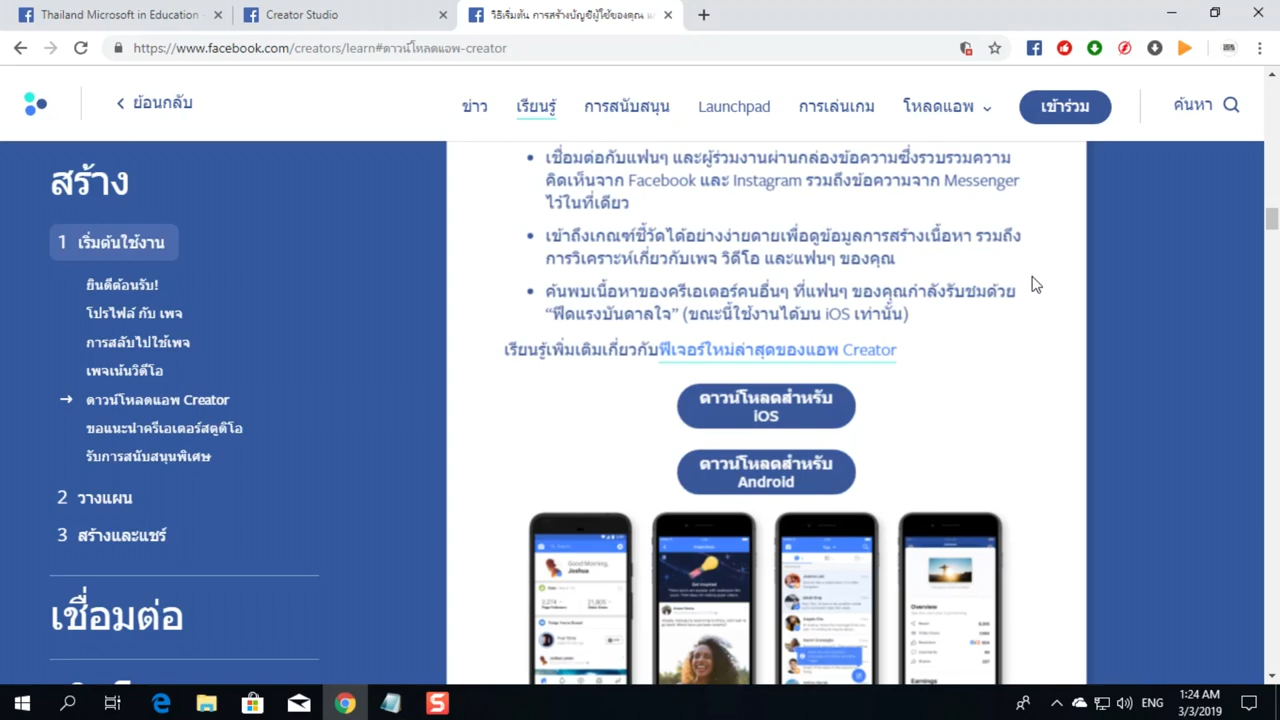 Thailand Microsoft in Education
Creator Studio
วิธีเริ่มต้น การสร้างบัญชีผู้ใช้ของคุณ แ
https://www.facebook.com/creators/learn#ดาวน์โหลดแอพ-creator
ย้อนกลับ
ข่าว
เรียนรู้
การสนับสนุน
Launchpad
การเล่นเกม
โหลดแอพ
เข้าร่วม
ค้นหา
สร้าง
1 เริ่มต้นใช้งาน
ยินดีต้อนรับ!
โปรไฟล์ กับ เพจ
การสลับไปใช้เพจ
เพจเน้นวิดีโอ
→ ดาวน์โหลดแอพ Creator
ขอแนะนำครีเอเตอร์สตูดิโอ
รับการสนับสนุนพิเศษ
2 วางแผน
3 สร้างและแชร์
เชื่อมต่อ
• เชื่อมต่อกับแฟนๆ และผู้ร่วมงานผ่านกล่องข้อความซึ่งรวบรวมความ
คิดเห็นจาก Facebook และ Instagram รวมถึงข้อความจาก Messenger
ไว้ในที่เดียว
• เข้าถึงเกณฑ์ชี้วัดได้อย่างง่ายดายเพื่อดูข้อมูลการสร้างเนื้อหา รวมถึง
การวิเคราะห์เกี่ยวกับเพจ วิดีโอ และแฟนๆ ของคุณ
• ค้นพบเนื้อหาของครีเอเตอร์คนอื่นๆ ที่แฟนๆ ของคุณกำลังรับชมด้วย
“ฟีดแรงบันดาลใจ” (ขณะนี้ใช้งานได้บน iOS เท่านั้น)
เรียนรู้เพิ่มเติมเกี่ยวกับฟีเจอร์ใหม่ล่าสุดของแอพ Creator
ดาวน์โหลดสำหรับ
iOS
ดาวน์โหลดสำหรับ
Android
Good Morning,
Joshua
Get Inspired
Overview
Earnings
ENG
1:24 AM
3/3/2019